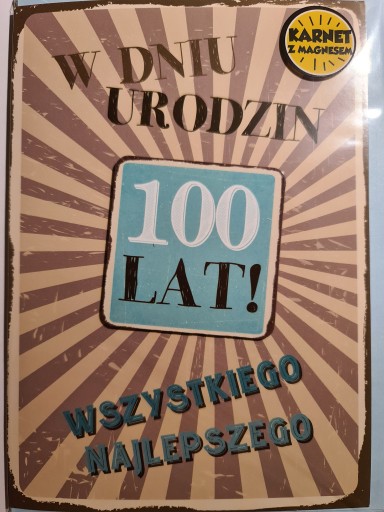 KARNET
Z MAGNESEM
W DNIU
URODZIN
100
LAT!
WSZYSTKIEGO
NAJLEPSZEGO